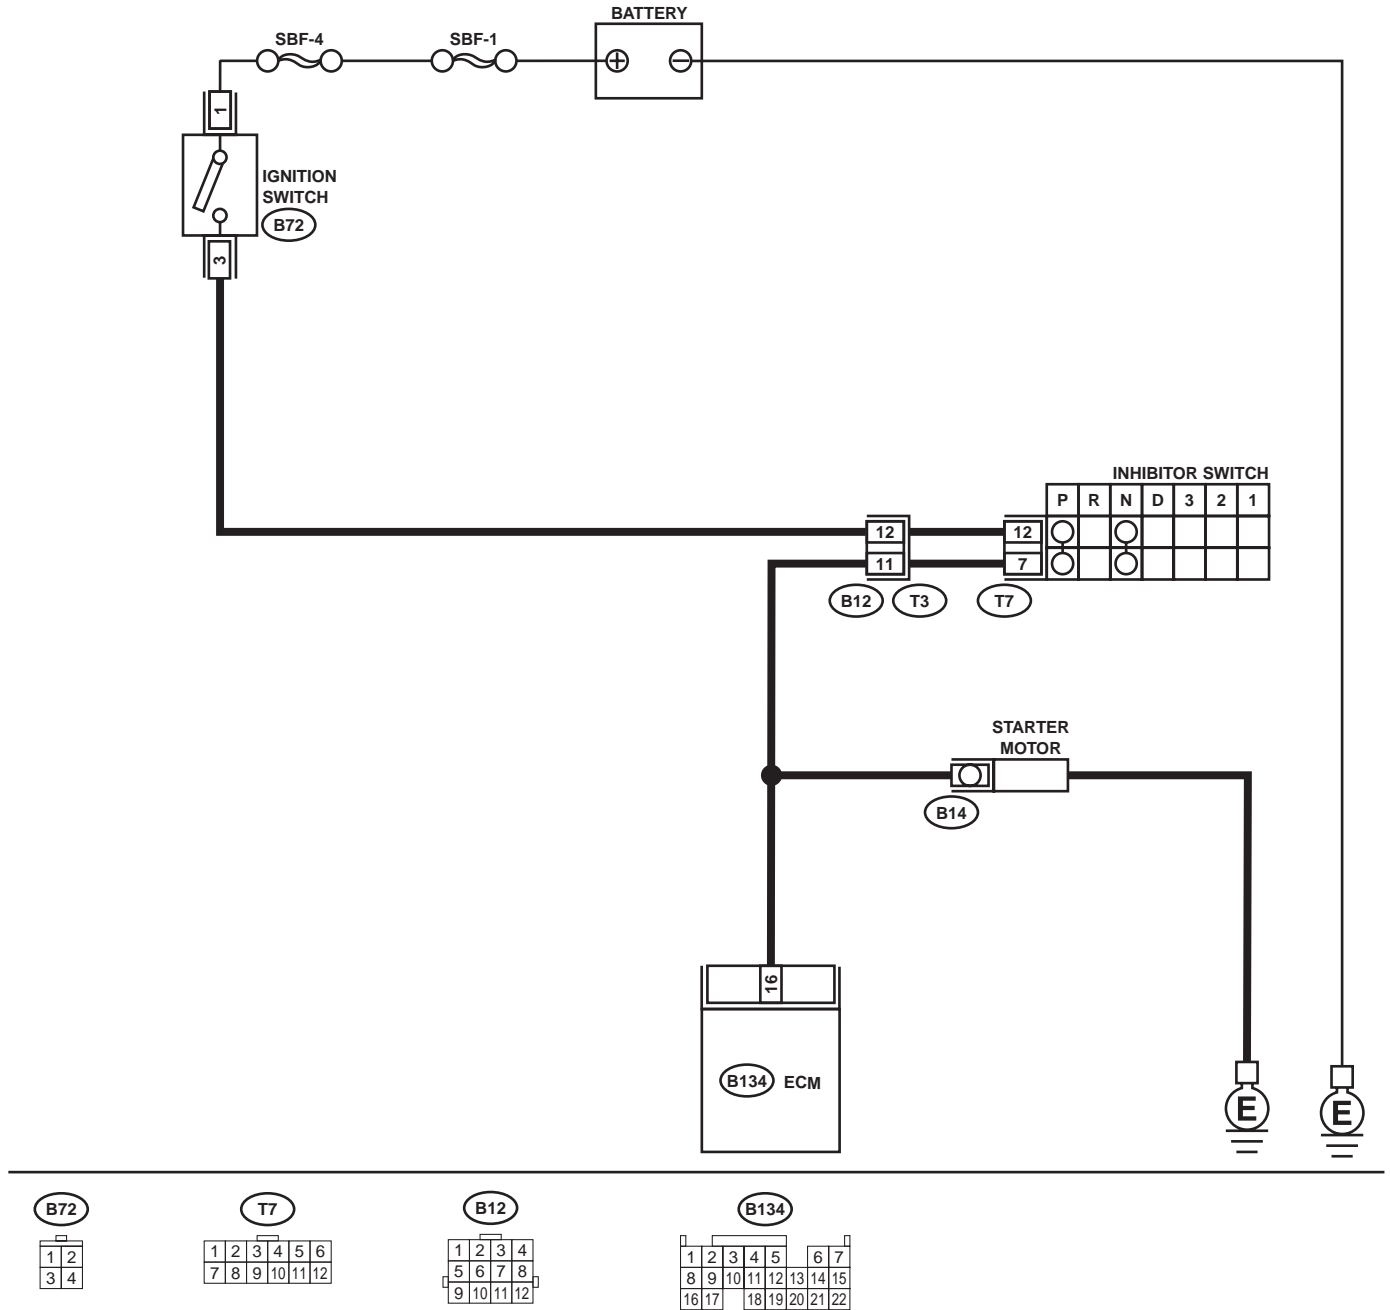 BATTERY
SBF-4
SBF-1
1
IGNITION
SWITCH
B72
3
INHIBITOR SWITCH
P R N D 3 2 1
12 12
11 7
B12 T3 T7
STARTER
MOTOR
B14
16
B134 ECM
E E
B72
1 2
3 4
T7
1 2 3 4 5 6
7 8 9 10 11 12
B12
1 2 3 4
5 6 7 8
9 10 11 12
B134
1 2 3 4 5 6 7
8 9 10 11 12 13 14 15
16 17 18 19 20 21 22